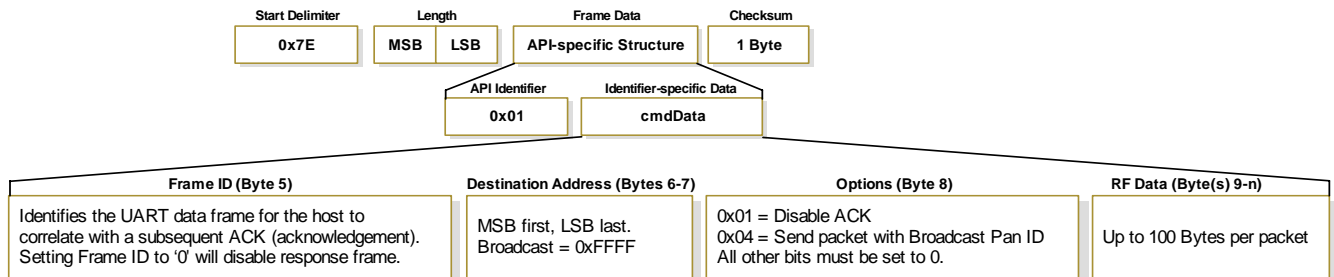 Start Delimiter
Length
Frame Data
Checksum
0x7E
MSB
LSB
API-specific Structure
1 Byte
API Identifier
Identifier-specific Data
0x01
cmdData
Frame ID (Byte 5)
Identifies the UART data frame for the host to
correlate with a subsequent ACK (acknowledgement).
Setting Frame ID to ‘0’ will disable response frame.
Destination Address (Bytes 6-7)
MSB first, LSB last.
Broadcast = 0xFFFF
Options (Byte 8)
0x01 = Disable ACK
0x04 = Send packet with Broadcast Pan ID
All other bits must be set to 0.
RF Data (Byte(s) 9-n)
Up to 100 Bytes per packet